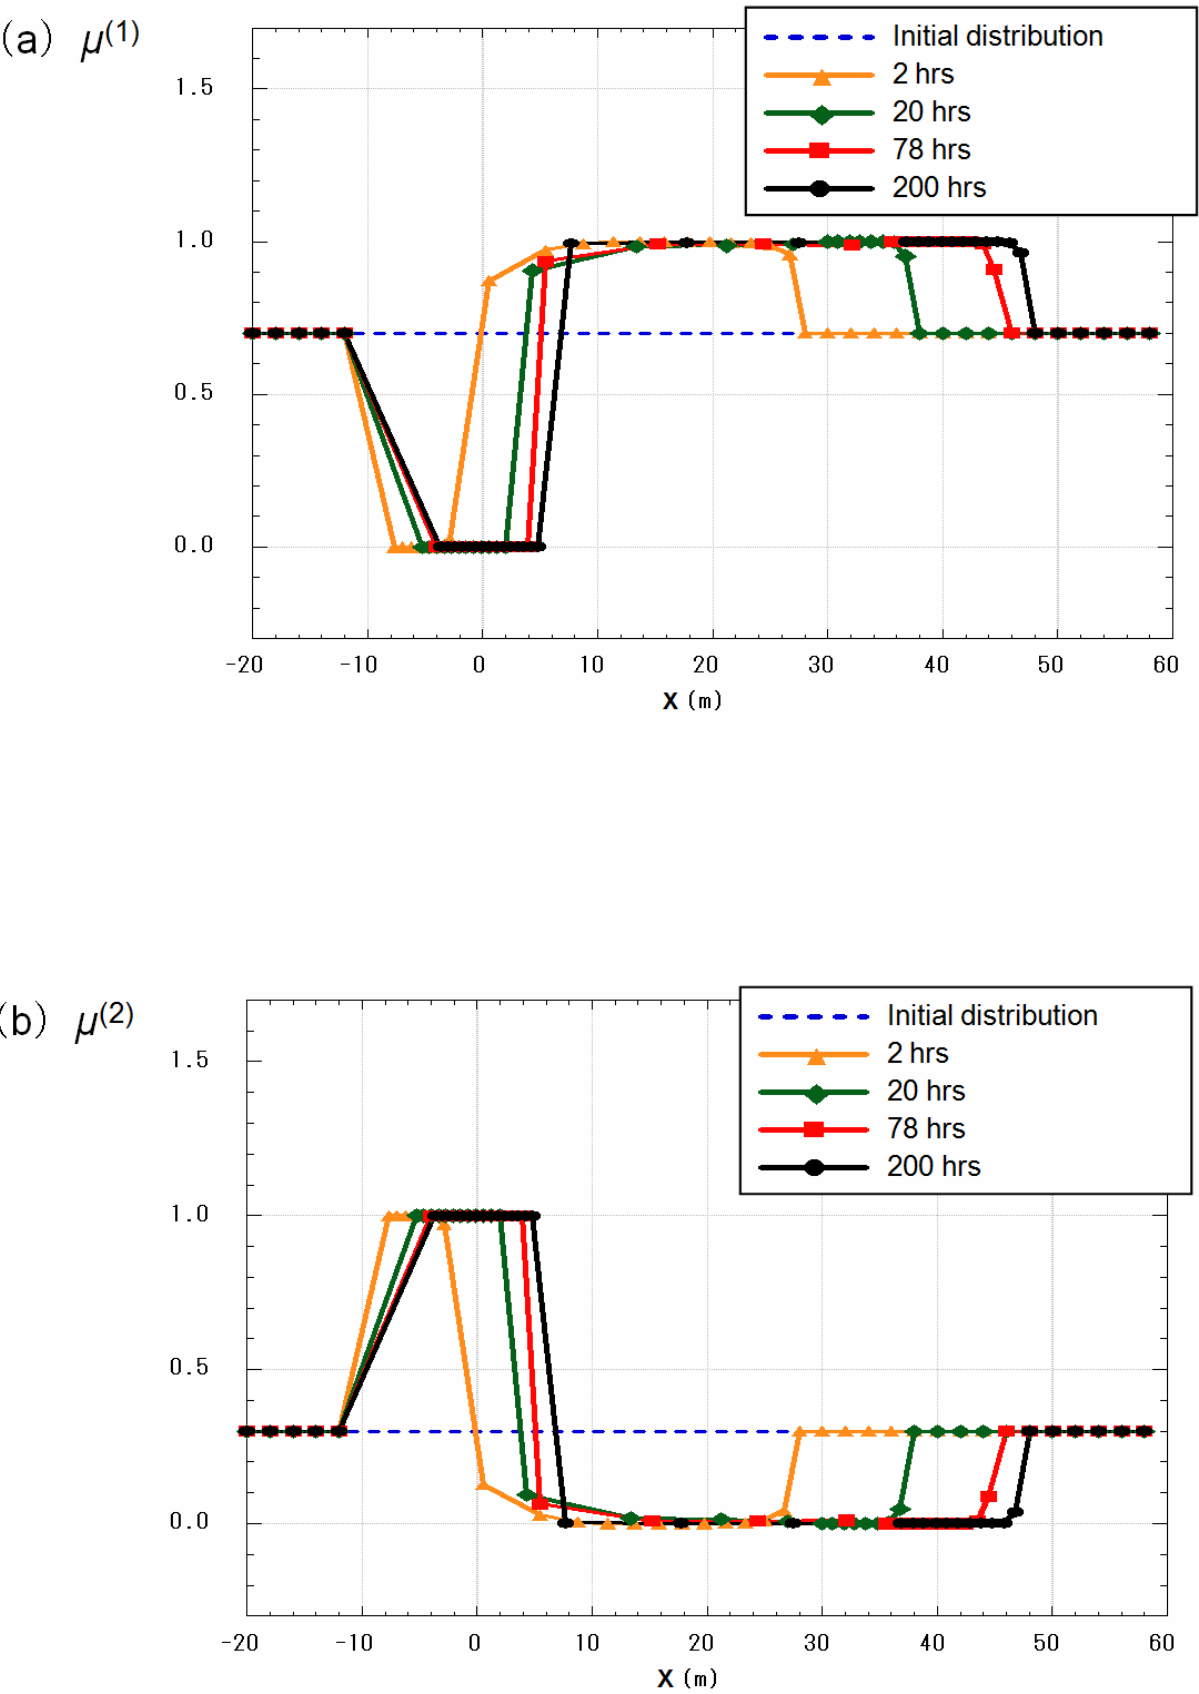 (a) μ(1)
Initial distribution
2 hrs
20 hrs
78 hrs
200 hrs
1.5
1.0
0.5
0.0
-20 -10 0 10 20 30 40 50 60
X (m)
(b) μ(2)
Initial distribution
2 hrs
20 hrs
78 hrs
200 hrs
1.5
1.0
0.5
0.0
-20 -10 0 10 20 30 40 50 60
X (m)